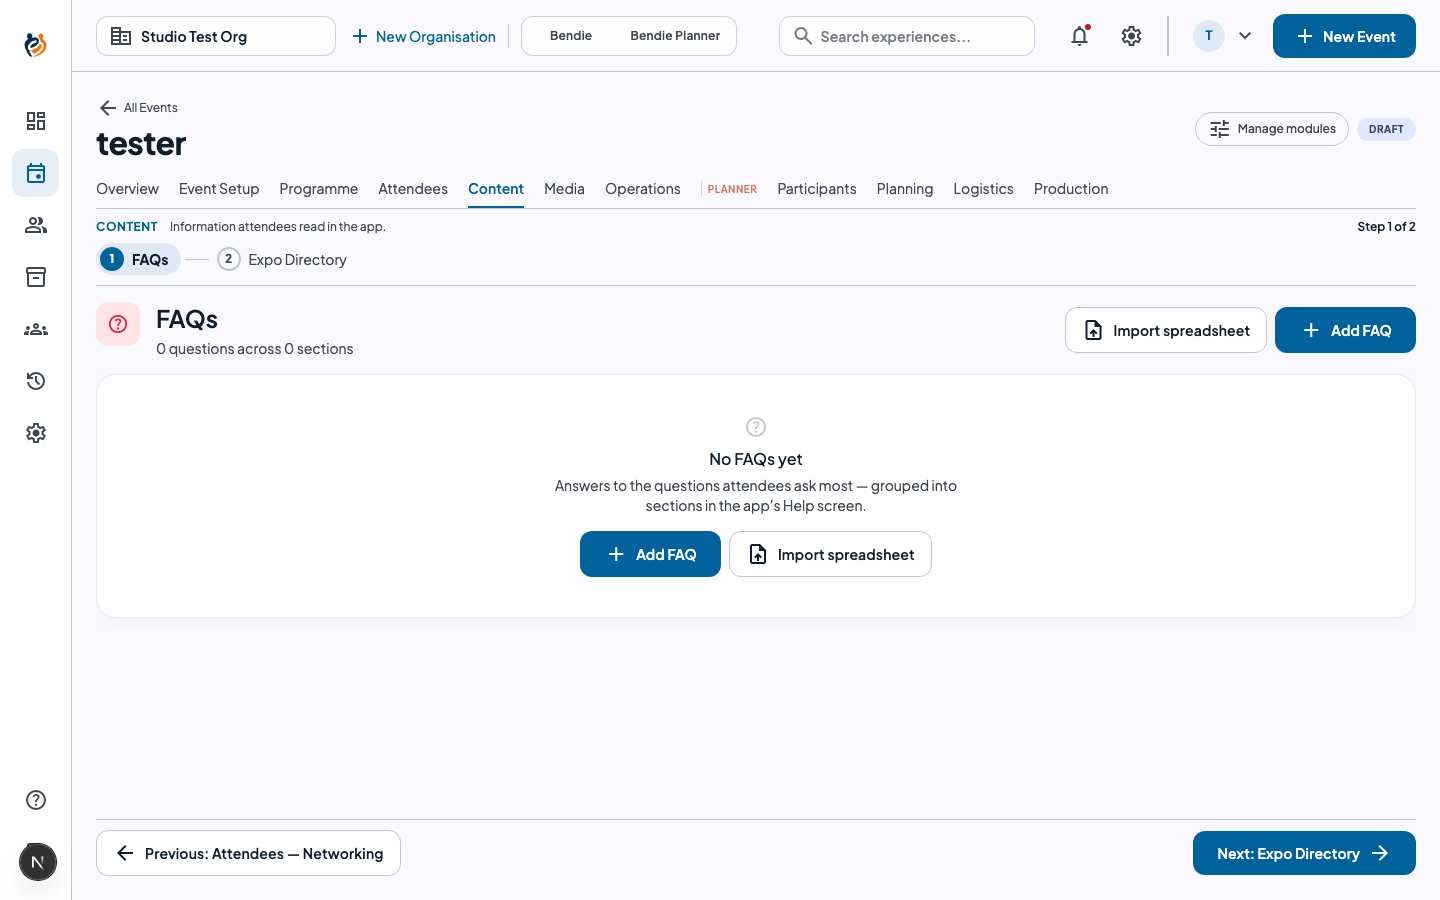 Studio Test Org
New Organisation
Bendie
Bendie Planner
Search experiences...
T
New Event
All Events
tester
Manage modules
DRAFT
Overview
Event Setup
Programme
Attendees
Content
Media
Operations
PLANNER
Participants
Planning
Logistics
Production
CONTENT
Information attendees read in the app.
Step 1 of 2
1
FAQs
2
Expo Directory
FAQs
0 questions across 0 sections
Import spreadsheet
Add FAQ
No FAQs yet
Answers to the questions attendees ask most — grouped into
sections in the app's Help screen.
Add FAQ
Import spreadsheet
N
Previous: Attendees — Networking
Next: Expo Directory